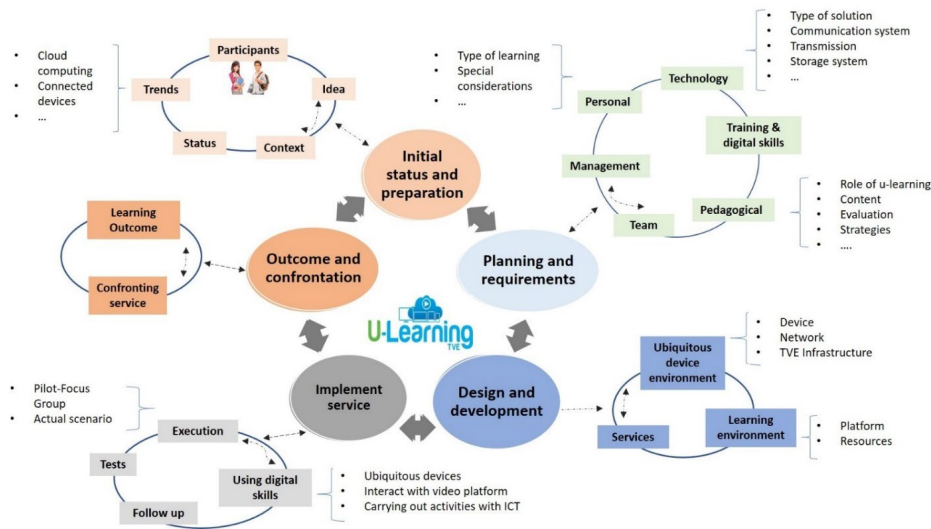 Participants
• Cloud
computing
• Connected
devices
• ...
Trends
Idea
Status
Context
Initial
status and
preparation
• Type of learning
• Special
considerations
• ...
• Type of solution
• Communication system
• Transmission
• Storage system
• ...
Technology
Personal
Training &
digital skills
Management
Team
Pedagogical
• Role of u-learning
• Content
• Evaluation
• Strategies
• ....
Learning
Outcome
Confronting
service
Outcome and
confrontation
Planning and
requirements
U-Learning
TVE
Implement
service
Design and
development
• Device
• Network
• TVE Infrastructure
Ubiquitous
device
environment
Services
Learning
environment
• Platform
• Resources
• Pilot-Focus
Group
• Actual scenario
Execution
Tests
Using digital
skills
Follow up
• Ubiquitous devices
• Interact with video platform
• Carrying out activities with ICT